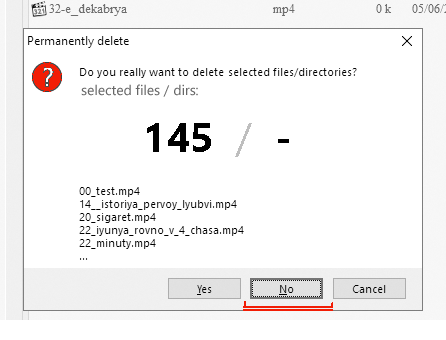 32-e_dekabrya mp4 0 k 05/06/2
Permanently delete
Do you really want to delete selected files/directories?
selected files / dirs:
145 / -
00_test.mp4
14__istoriya_pervoy_lyubvi.mp4
20_sigaret.mp4
22_iyunya_rovno_v_4_chasa.mp4
22_minuty.mp4
...
Yes No Cancel